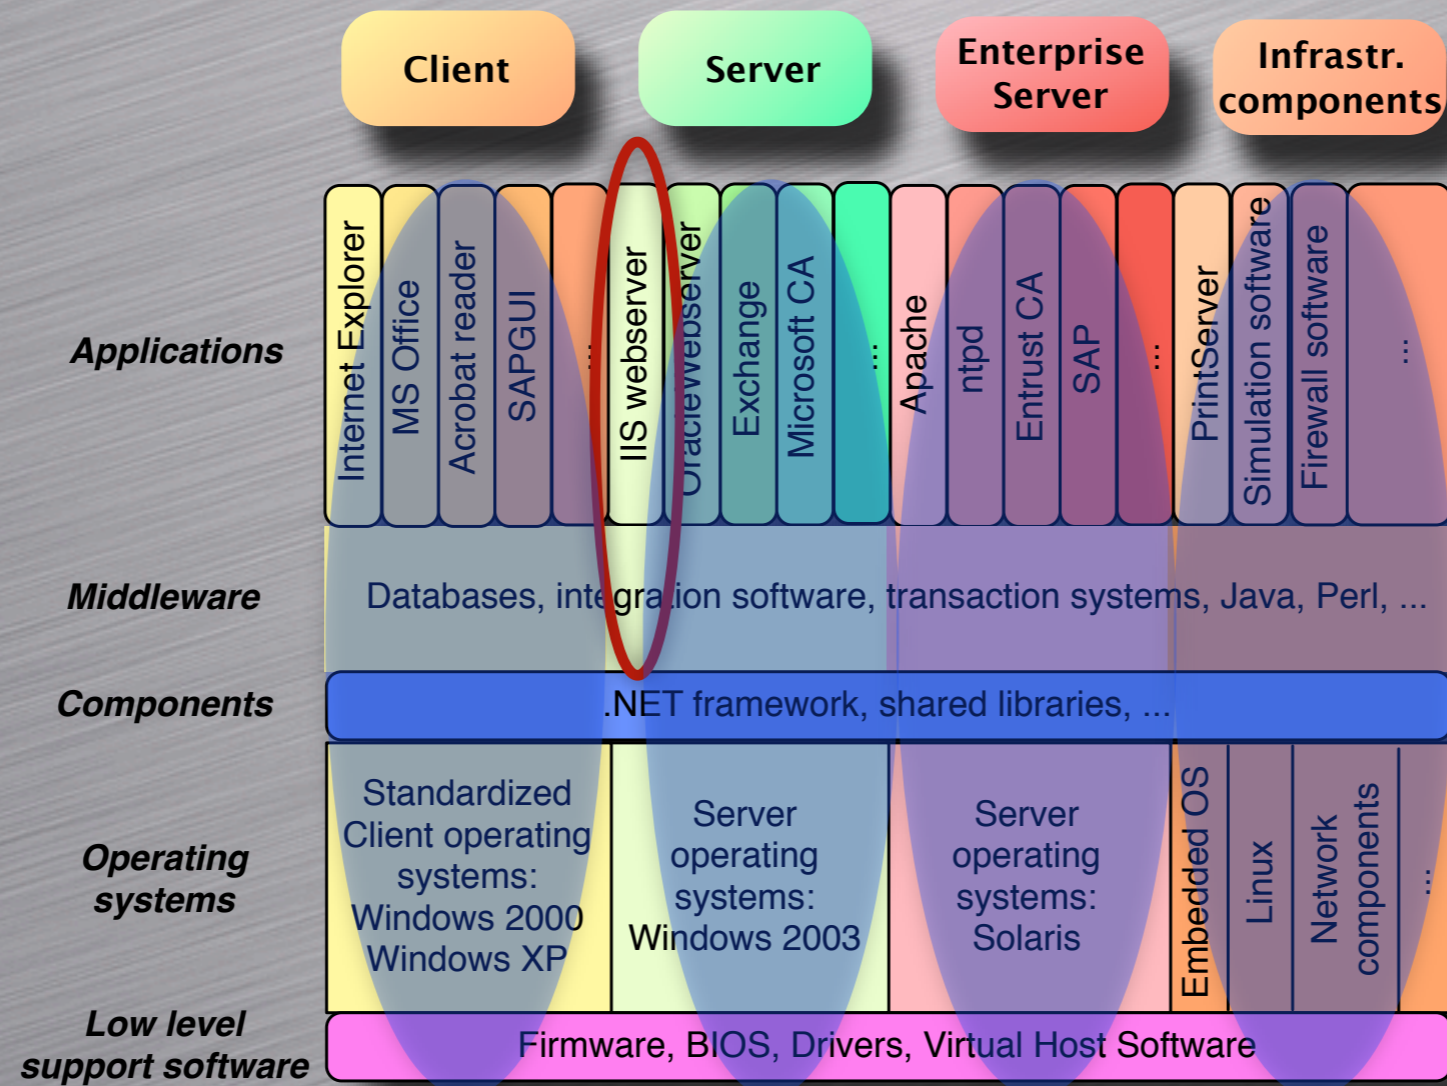 Client
Server
Enterprise
Server
Infrastr.
components
Applications
Internet Explorer
MS Office
Acrobat reader
SAPGUI
...
IIS webserver
OracleWebserver
Exchange
Microsoft CA
...
Apache
ntpd
Entrust CA
SAP
...
PrintServer
Simulation software
Firewall software
...
Middleware
Databases, integration software, transaction systems, Java, Perl, ...
Components
.NET framework, shared libraries, ...
Operating
systems
Standardized
Client operating
systems:
Windows 2000
Windows XP
Server
operating
systems:
Windows 2003
Server
operating
systems:
Solaris
Embedded OS
Linux
Network
components
...
Low level
support software
Firmware, BIOS, Drivers, Virtual Host Software